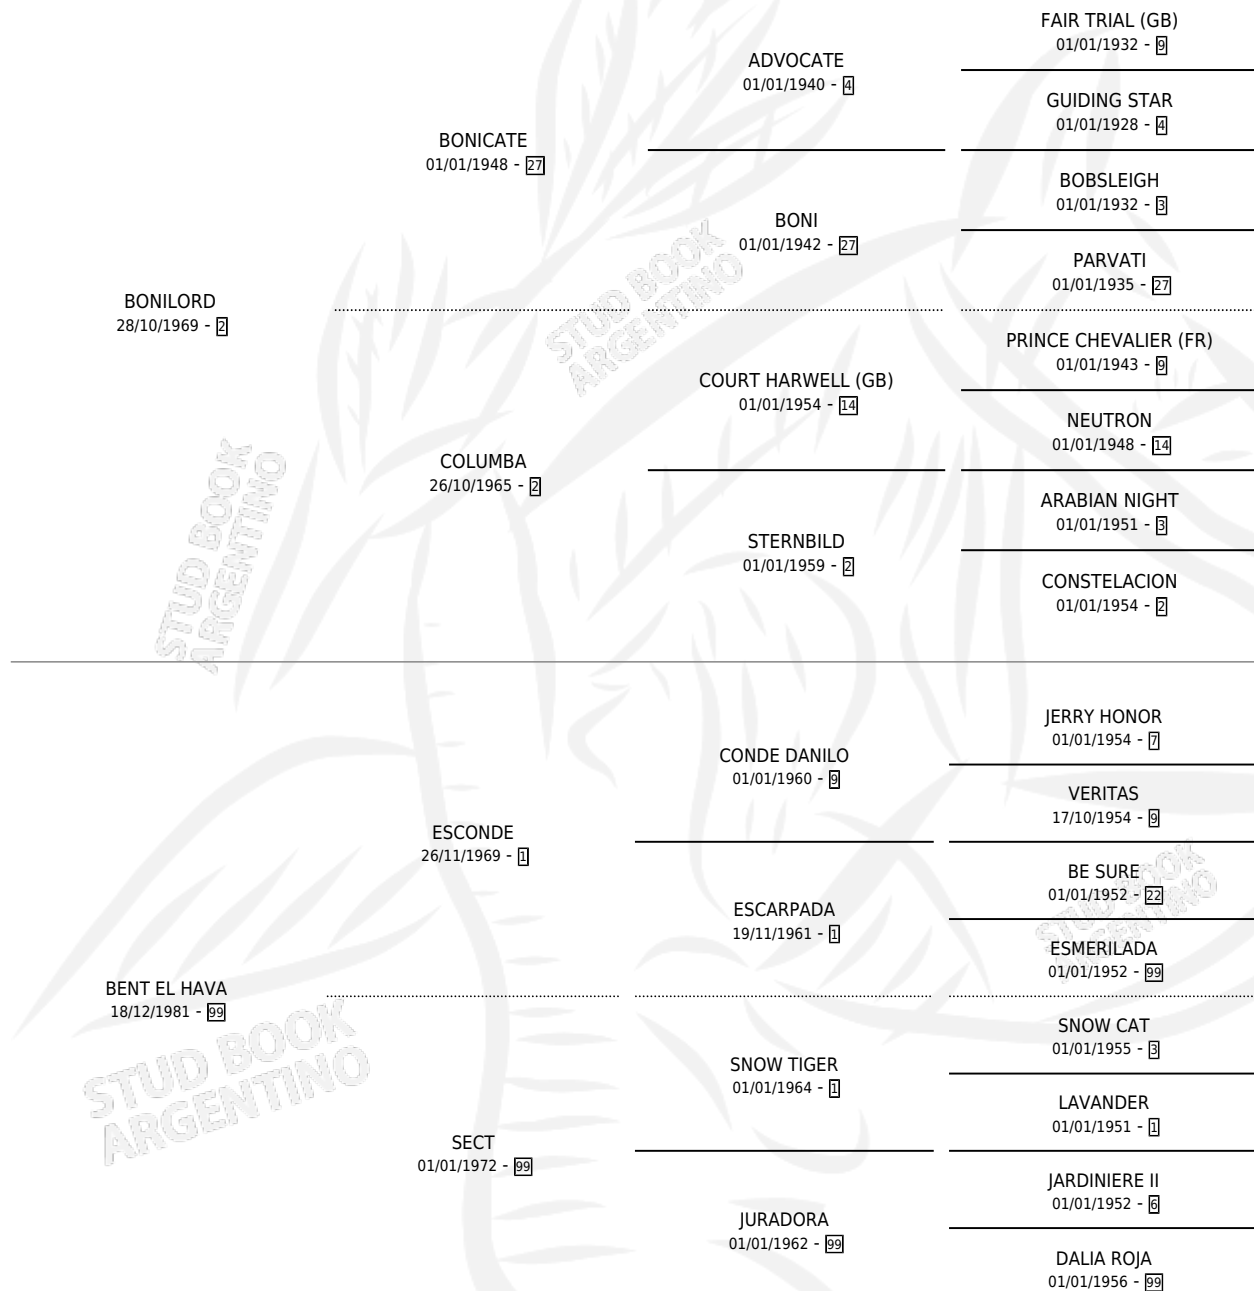 FAIR TRIAL (GB)
01/01/1932 - 9
ADVOCATE
01/01/1940 - 4
GUIDING STAR
01/01/1928 - 4
BONICATE
01/01/1948 - 27
BOBSLEIGH
01/01/1932 - 3
BONI
01/01/1942 - 27
PARVATI
01/01/1935 - 27
BONILORD
28/10/1969 - 2
PRINCE CHEVALIER (FR)
01/01/1943 - 9
COURT HARWELL (GB)
01/01/1954 - 14
NEUTRON
01/01/1948 - 14
COLUMBA
26/10/1965 - 2
ARABIAN NIGHT
01/01/1951 - 3
STERNBILD
01/01/1959 - 2
CONSTELACION
01/01/1954 - 2
JERRY HONOR
01/01/1954 - 7
CONDE DANILO
01/01/1960 - 9
VERITAS
17/10/1954 - 9
ESCONDE
26/11/1969 - 1
BE SURE
01/01/1952 - 22
ESCARPADA
19/11/1961 - 1
ESMERILADA
01/01/1952 - 99
BENT EL HAVA
18/12/1981 - 99
SNOW CAT
01/01/1955 - 3
SNOW TIGER
01/01/1964 - 1
LAVANDER
01/01/1951 - 1
SECT
01/01/1972 - 99
JARDINIERE II
01/01/1952 - 6
JURADORA
01/01/1962 - 99
DALIA ROJA
01/01/1956 - 99
STUD BOOK
ARGENTINO
STUD BOOK
ARGENTINO
STUD BOOK
ARGENTINO
STUD BOOK
ARGENTINO